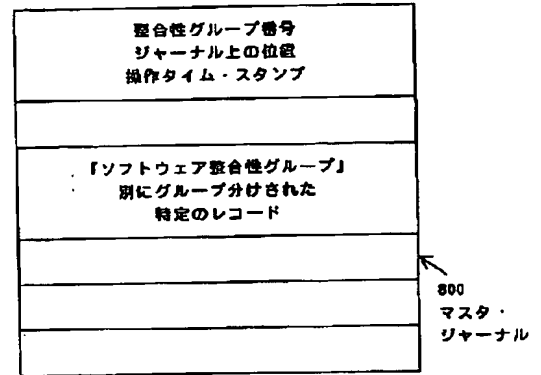 整合性グループ番号
ジャーナル上の位置
操作タイム・スタンプ
『ソフトウェア整合性グループ』
別にグループ分けされた
特定のレコード
800
マスタ・
ジャーナル